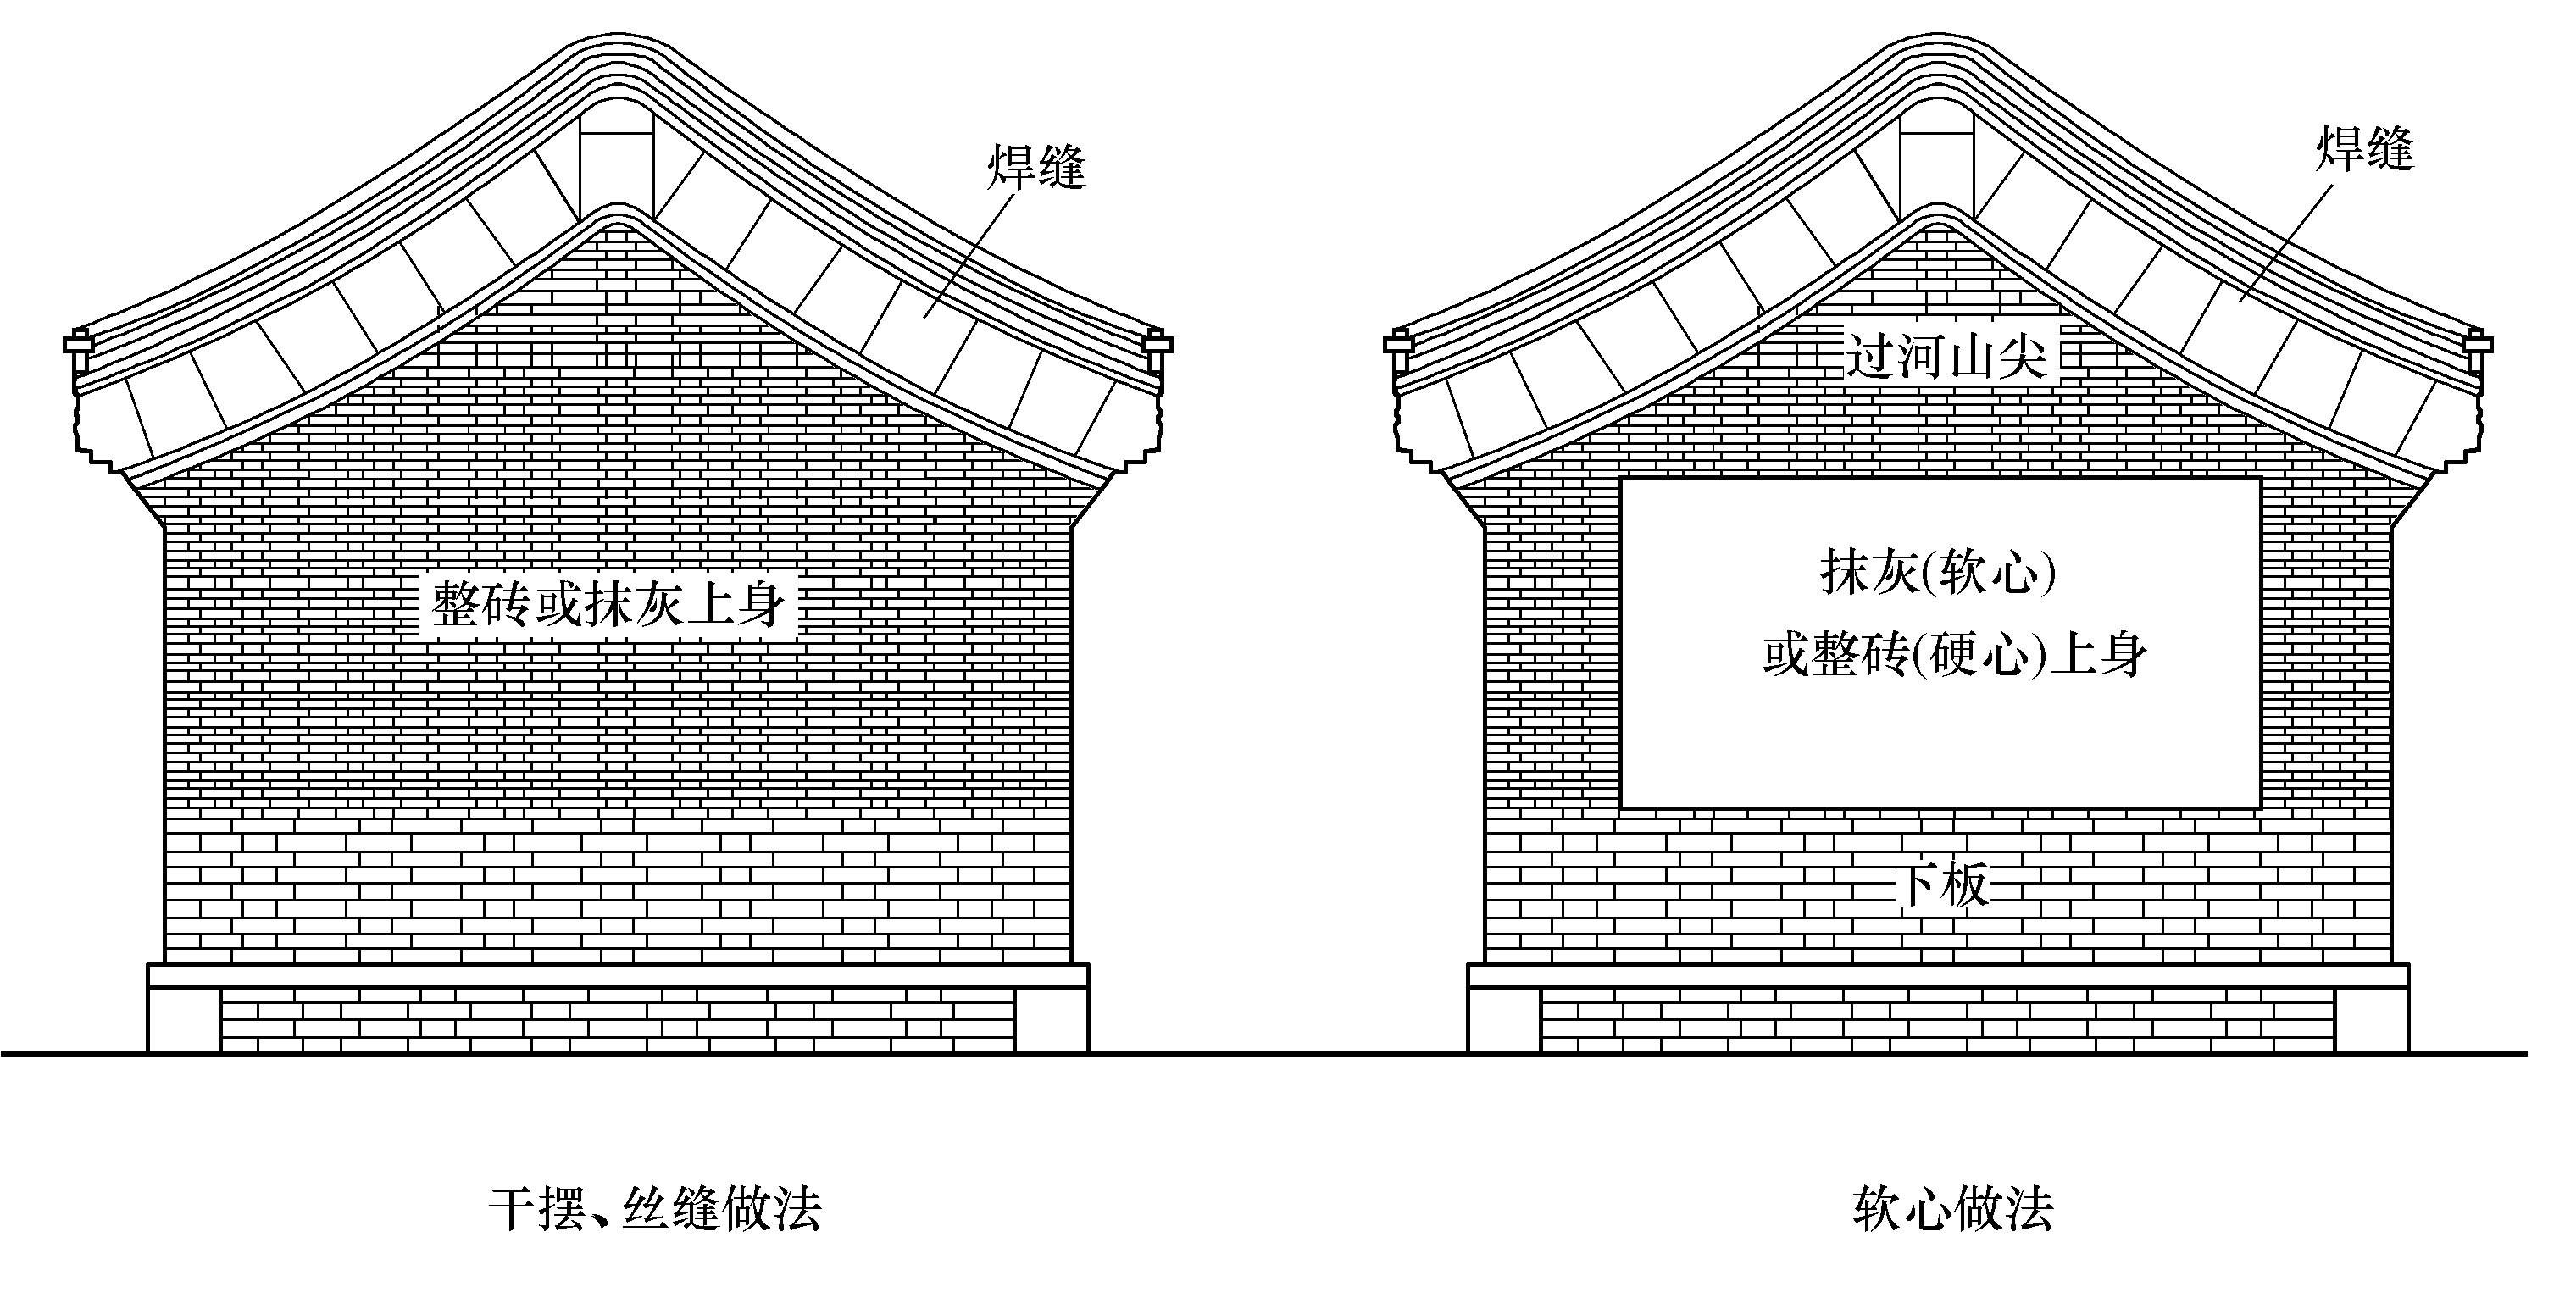 焊缝
整砖或抹灰上身
干摆、丝缝做法
焊缝
过河山尖
抹灰(软心)
或整砖(硬心)上身
下板
软心做法